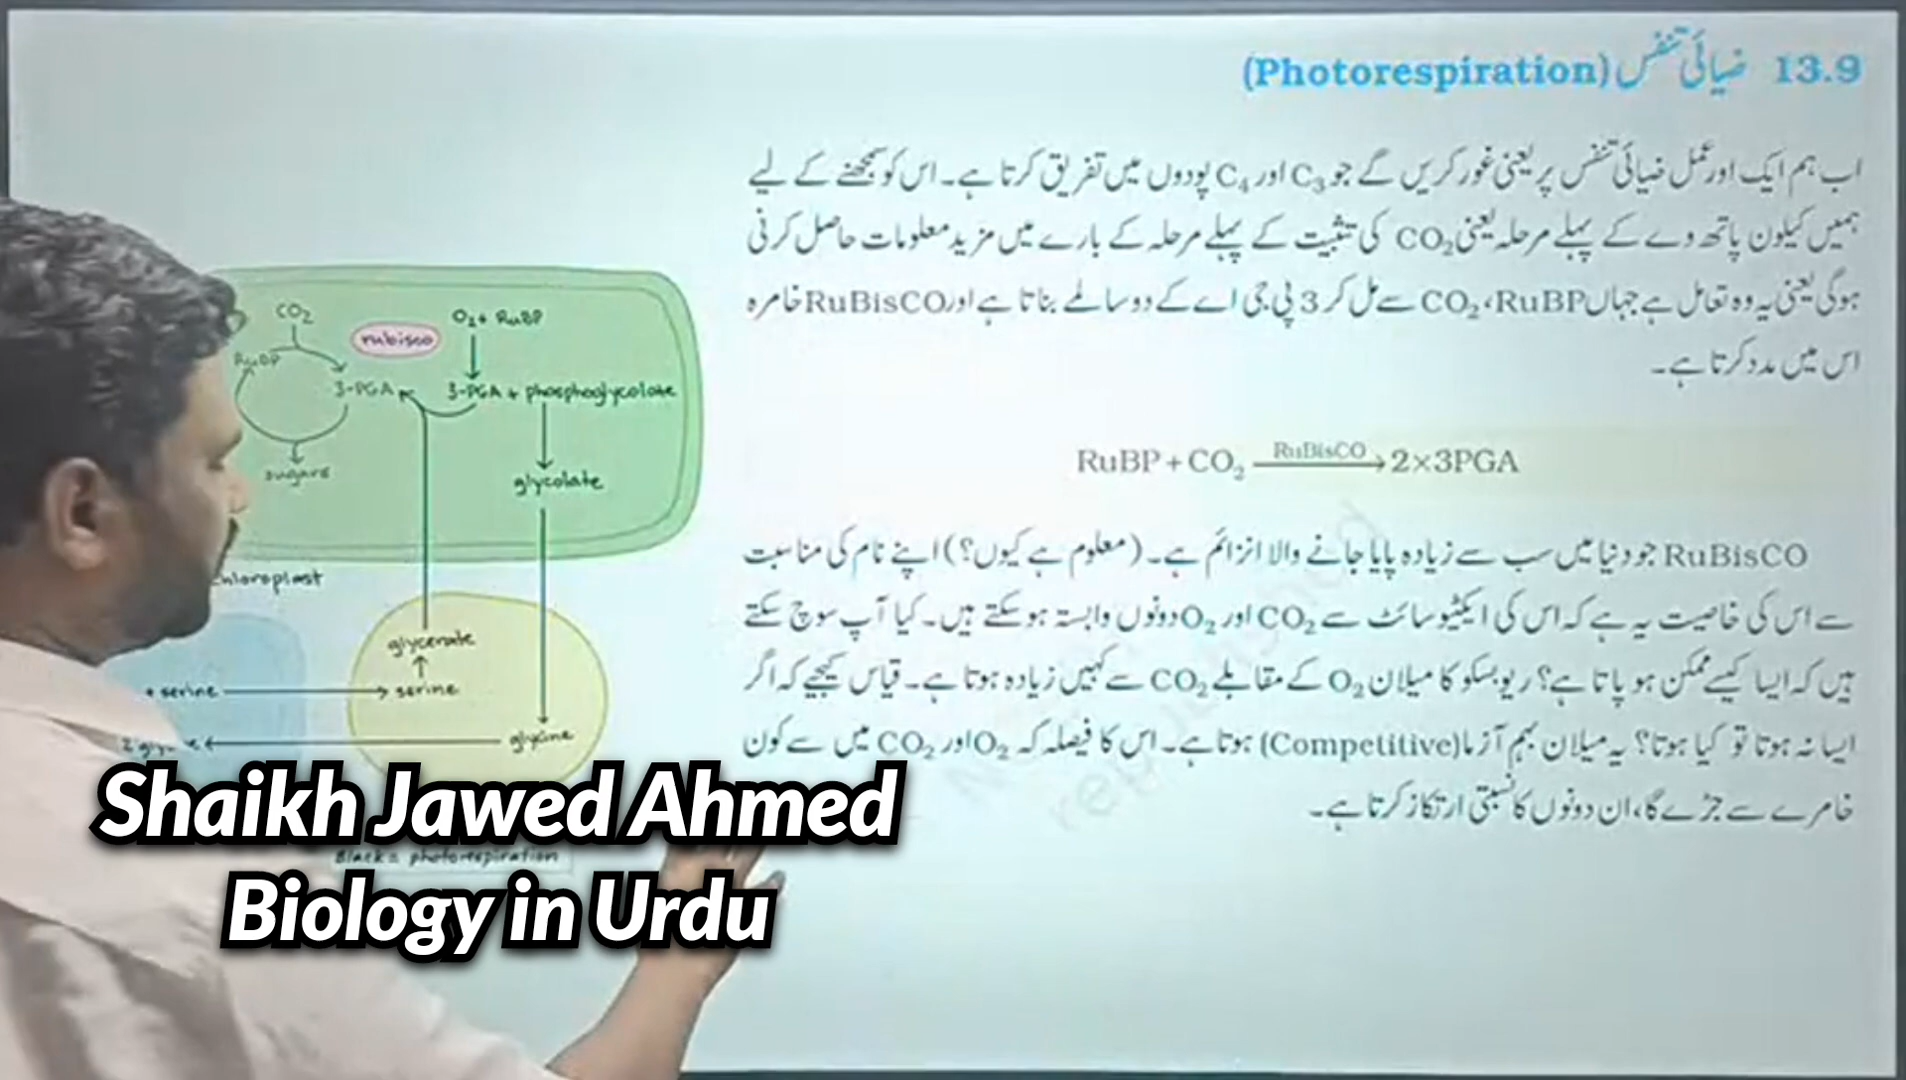 13.9 ضیائی تنفس (Photorespiration)
اب ہم ایک اور عمل ضیائی تنفس پر یعنی غور کریں گے جو C₃ اور C₄ پودوں میں تفریق کرتا ہے۔ اس کو سمجھنے کے لیے
ہمیں کیلون پاتھ وے کے پہلے مرحلہ یعنی CO₂ کی تثبیت کے پہلے مرحلہ کے بارے میں مزید معلومات حاصل کرنی
ہوگی یعنی یہ وہ تعامل ہے جہاں RuBP، CO₂ سے مل کر 3 پی جی اے کے دو سالمے بناتا ہے اور RuBisCO خامرہ
اس میں مدد کرتا ہے۔
RuBP + CO₂ RuBisCO → 2×3PGA
RuBisCO جو دنیا میں سب سے زیادہ پایا جانے والا انزائم ہے۔ (معلوم ہے کیوں؟) اپنے نام کی مناسبت
سے اس کی خاصیت یہ ہے کہ اس کی ایکٹیو سائٹ سے CO₂ اور O₂ دونوں وابستہ ہو سکتے ہیں۔ کیا آپ سوچ سکتے
ہیں کہ ایسا کیسے ممکن ہو پاتا ہے؟ ریوبسکو کا میلان O₂ کے مقابلے CO₂ سے کہیں زیادہ ہوتا ہے۔ قیاس کیجیے کہ اگر
ایسا نہ ہوتا تو کیا ہوتا؟ یہ میلان بہم آزما (Competitive) ہوتا ہے۔ اس کا فیصلہ کہ O₂ اور CO₂ میں سے کون
خامرے سے جڑے گا، ان دونوں کا نسبتی ارتکاز کرتا ہے۔
CO₂
O₂ + RuBP
rubisco
RuBP
3-PGA
3-PGA + phosphoglycolate
sugars
glycolate
chloroplast
glycerate
+ serine → serine
glycine
Black = photorespiration
Shaikh Jawed Ahmed
Biology in Urdu